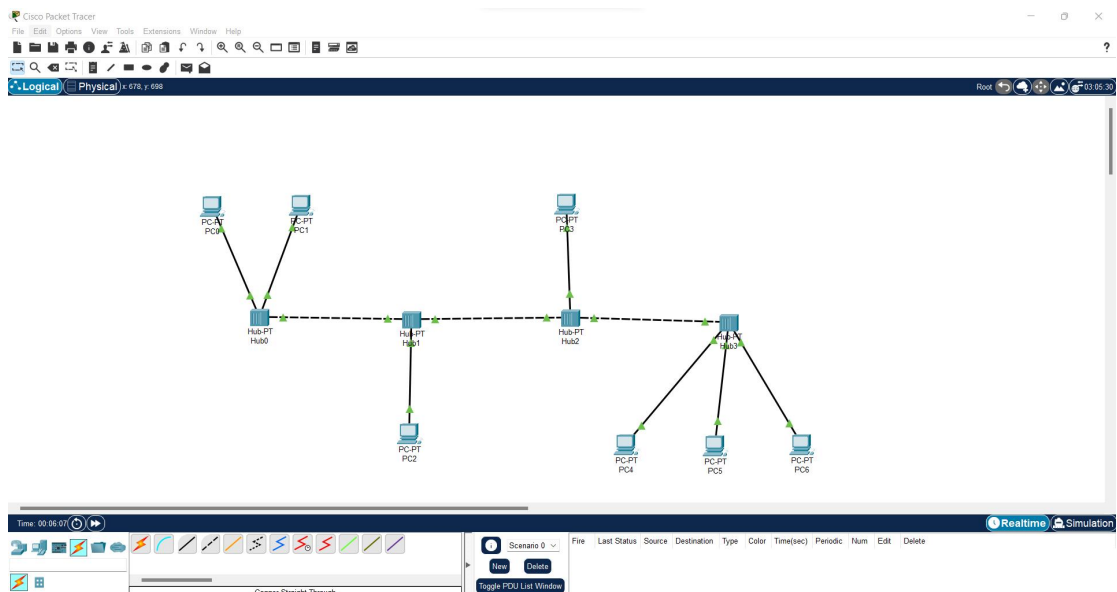 Cisco Packet Tracer
File Edit Options View Tools Extensions Window Help
?
Logical Physical x: 678, y: 698 Root 03:05:30
PC-PT
PC0
PC-PT
PC1
PC-PT
PC3
Hub-PT
Hub0
Hub-PT
Hub1
Hub-PT
Hub2
Hub-PT
Hub3
PC-PT
PC2
PC-PT
PC4
PC-PT
PC5
PC-PT
PC6
Time: 00:06:07 Realtime Simulation
Scenario 0
New Delete
Toggle PDU List Window
Fire Last Status Source Destination Type Color Time(sec) Periodic Num Edit Delete
Copper Straight-Through